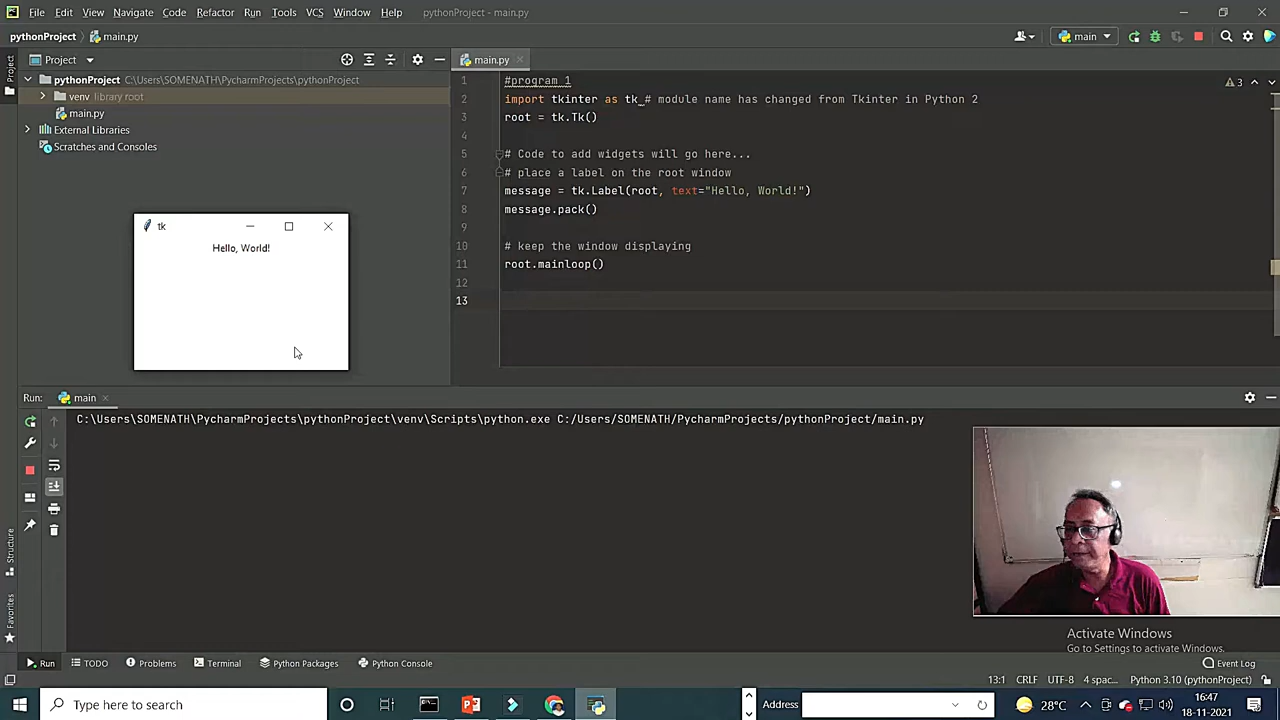 File Edit View Navigate Code Refactor Run Tools VCS Window Help pythonProject - main.py
pythonProject main.py main
Project main.py
pythonProject C:\Users\SOMENATH\PycharmProjects\pythonProject
venv library root
main.py
External Libraries
Scratches and Consoles
1 #program 1
2 import tkinter as tk # module name has changed from Tkinter in Python 2
3 root = tk.Tk()
4
5 # Code to add widgets will go here...
6 # place a label on the root window
7 message = tk.Label(root, text="Hello, World!")
8 message.pack()
9
10 # keep the window displaying
11 root.mainloop()
12
13
3
tk
Hello, World!
Project
Structure
Favorites
Run: main
C:\Users\SOMENATH\PycharmProjects\pythonProject\venv\Scripts\python.exe C:/Users/SOMENATH/PycharmProjects/pythonProject/main.py
Activate Windows
Go to Settings to activate Windows.
Run TODO Problems Terminal Python Packages Python Console Event Log
13:1 CRLF UTF-8 4 spac... Python 3.10 (pythonProject)
Type here to search Address 28°C 16:47
18-11-2021